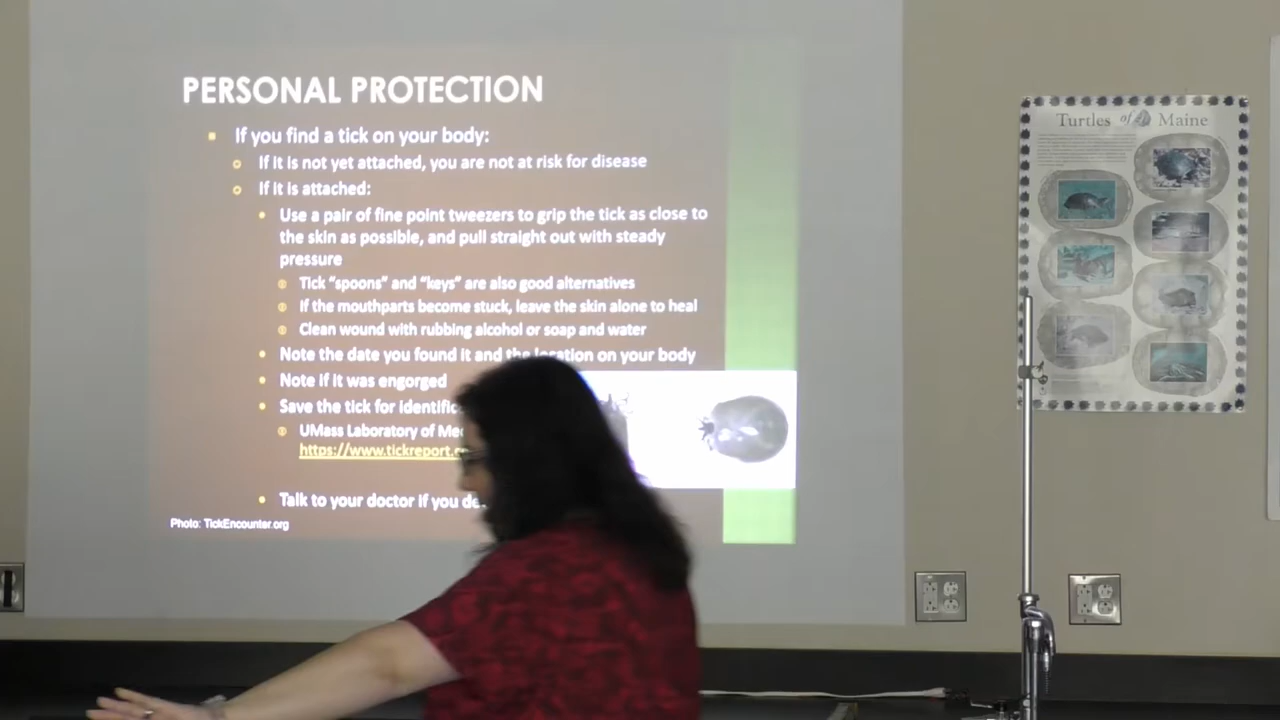 PERSONAL PROTECTION
If you find a tick on your body:
If it is not yet attached, you are not at risk for disease
If it is attached:
Use a pair of fine point tweezers to grip the tick as close to
the skin as possible, and pull straight out with steady
pressure
Tick “spoons” and “keys” are also good alternatives
If the mouthparts become stuck, leave the skin alone to heal
Clean wound with rubbing alcohol or soap and water
Note the date you found it and the location on your body
Note if it was engorged
Save the tick for
UMass Laboratory of
https://www.tickreport.
Talk to your doctor if you
Photo: TickEncounter.org
Turtles of Maine